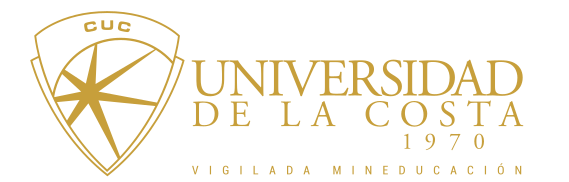 CUC
UNIVERSIDAD
DE LA COSTA
1970
VIGILADA MINEDUCACIÓN